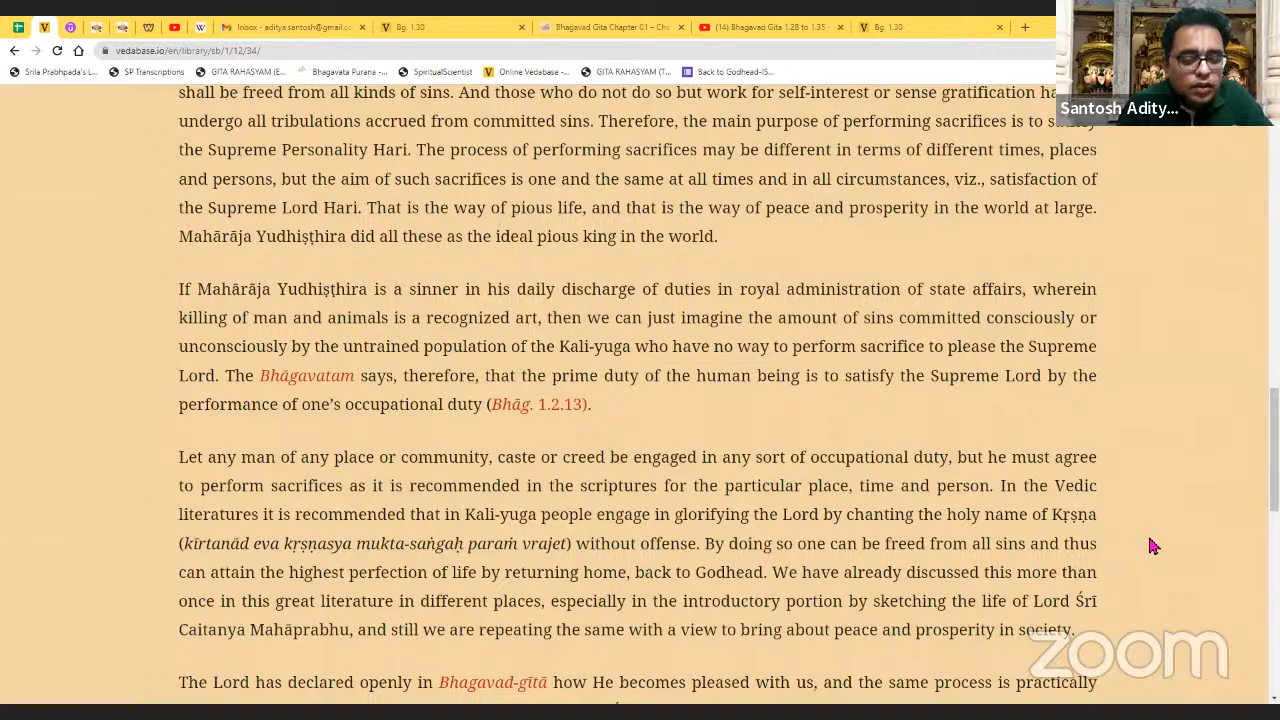 Inbox - aditya.santosh@gmail.co
Bg. 1.30
Bhagavad Gita Chapter 01 – Cha
(14) Bhagavad Gita 1.28 to 1.35 -
Bg. 1.30
vedabase.io/en/library/sb/1/12/34/
Srila Prabhpada's L...
SP Transcriptions
GITA RAHASYAM (E...
Bhagavata Purana -...
SpiritualScientist
Online Vedabase -...
GITA RAHASYAM (T...
Back to Godhead-IS...
Santosh Adity...
shall be freed from all kinds of sins. And those who do not do so but work for self-interest or sense gratification
undergo all tribulations from committed sins. Therefore, the main purpose of performing sacrifices is to
the Supreme Personality Hari. The process of performing sacrifices may be different in terms of different times, places
and persons, but the aim of such sacrifices is one and the same at all times and in all circumstances, viz., satisfaction of
the Supreme Lord Hari. That is the way of pious life, and that is the way of peace and prosperity in the world at large.
Mahārāja Yudhiṣṭhira did all these as the ideal pious king in the world.
If Mahārāja Yudhiṣṭhira is a sinner in his daily discharge of duties in royal administration of state affairs, wherein
killing of man and animals is a recognized art, then we can just imagine the amount of sins committed consciously or
unconsciously by the untrained population of the Kali-yuga who have no way to perform sacrifice to please the Supreme
Lord. The Bhāgavatam says, therefore, that the prime duty of the human being is to satisfy the Supreme Lord by the
performance of one's occupational duty (Bhāg. 1.2.13).
Let any man of any place or community, caste or creed be engaged in any sort of occupational duty, but he must agree
to perform sacrifices as it is recommended in the scriptures for the particular place, time and person. In the Vedic
literatures it is recommended that in Kali-yuga people engage in glorifying the Lord by chanting the holy name of Kṛṣṇa
(kīrtanād eva kṛṣṇasya mukta-saṅgaḥ paraṁ vrajet) without offense. By doing so one can be freed from all sins and thus
can attain the highest perfection of life by returning home, back to Godhead. We have already discussed this more than
once in this great literature in different places, especially in the introductory portion by sketching the life of Lord Śrī
Caitanya Mahāprabhu, and still we are repeating the same with a view to bring about peace and prosperity in society.
The Lord has declared openly in Bhagavad-gītā how He becomes pleased with us, and the same process is practically
zoom